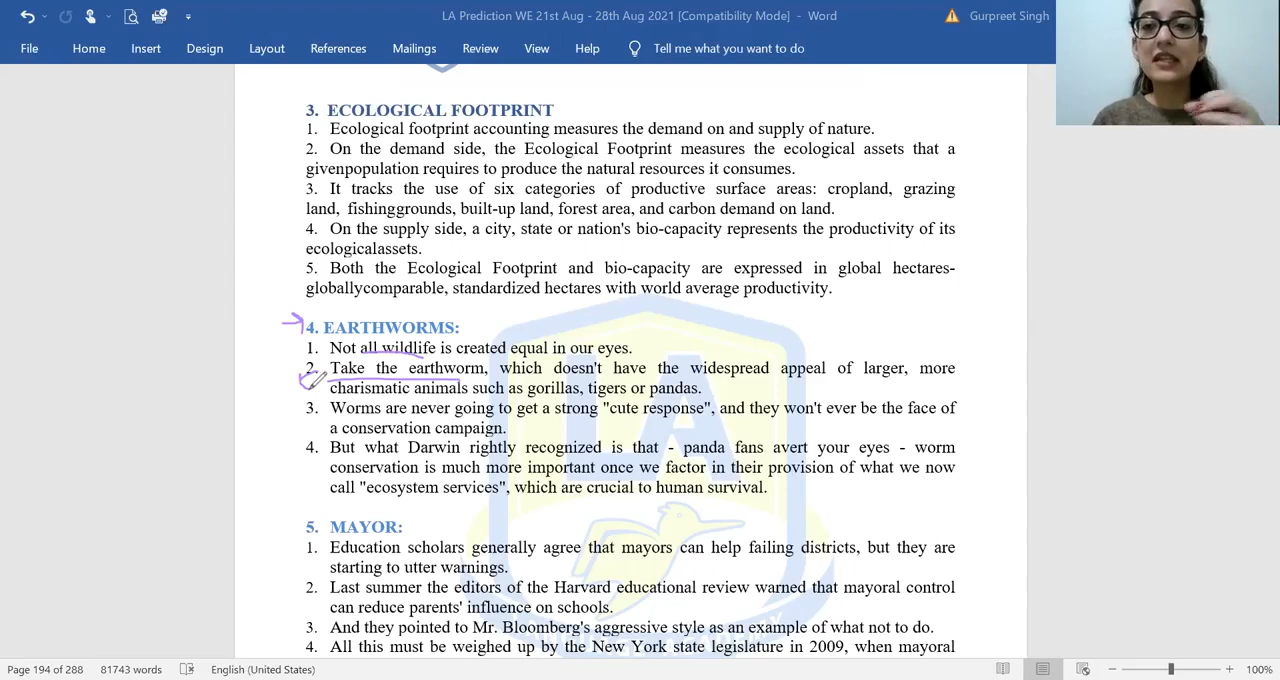 LA Prediction WE 21st Aug - 28th Aug 2021 [Compatibility Mode] - Word
Gurpreet Singh
File Home Insert Design Layout References Mailings Review View Help Tell me what you want to do
3. ECOLOGICAL FOOTPRINT
1. Ecological footprint accounting measures the demand on and supply of nature.
2. On the demand side, the Ecological Footprint measures the ecological assets that a
givenpopulation requires to produce the natural resources it consumes.
3. It tracks the use of six categories of productive surface areas: cropland, grazing
land, fishinggrounds, built-up land, forest area, and carbon demand on land.
4. On the supply side, a city, state or nation's bio-capacity represents the productivity of its
ecologicalassets.
5. Both the Ecological Footprint and bio-capacity are expressed in global hectares-
globallycomparable, standardized hectares with world average productivity.
4. EARTHWORMS:
1. Not all wildlife is created equal in our eyes.
2. Take the earthworm, which doesn't have the widespread appeal of larger, more
charismatic animals such as gorillas, tigers or pandas.
3. Worms are never going to get a strong "cute response", and they won't ever be the face of
a conservation campaign.
4. But what Darwin rightly recognized is that - panda fans avert your eyes - worm
conservation is much more important once we factor in their provision of what we now
call "ecosystem services", which are crucial to human survival.
5. MAYOR:
1. Education scholars generally agree that mayors can help failing districts, but they are
starting to utter warnings.
2. Last summer the editors of the Harvard educational review warned that mayoral control
can reduce parents' influence on schools.
3. And they pointed to Mr. Bloomberg's aggressive style as an example of what not to do.
4. All this must be weighed up by the New York state legislature in 2009, when mayoral
LA
Page 194 of 288 81743 words English (United States) 100%